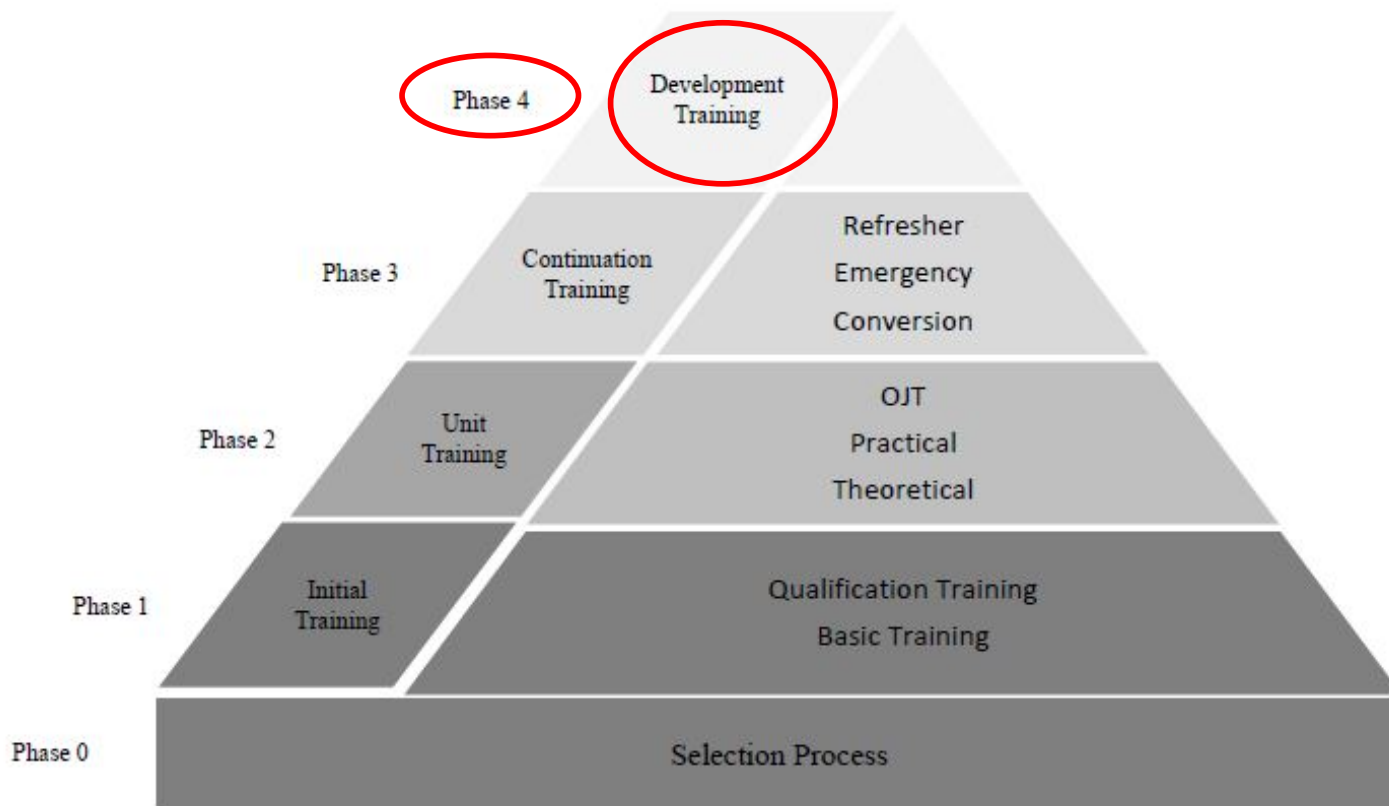 Phase 4
Development
Training
Phase 3
Continuation
Training
Refresher
Emergency
Conversion
Phase 2
Unit
Training
OJT
Practical
Theoretical
Phase 1
Initial
Training
Qualification Training
Basic Training
Phase 0
Selection Process